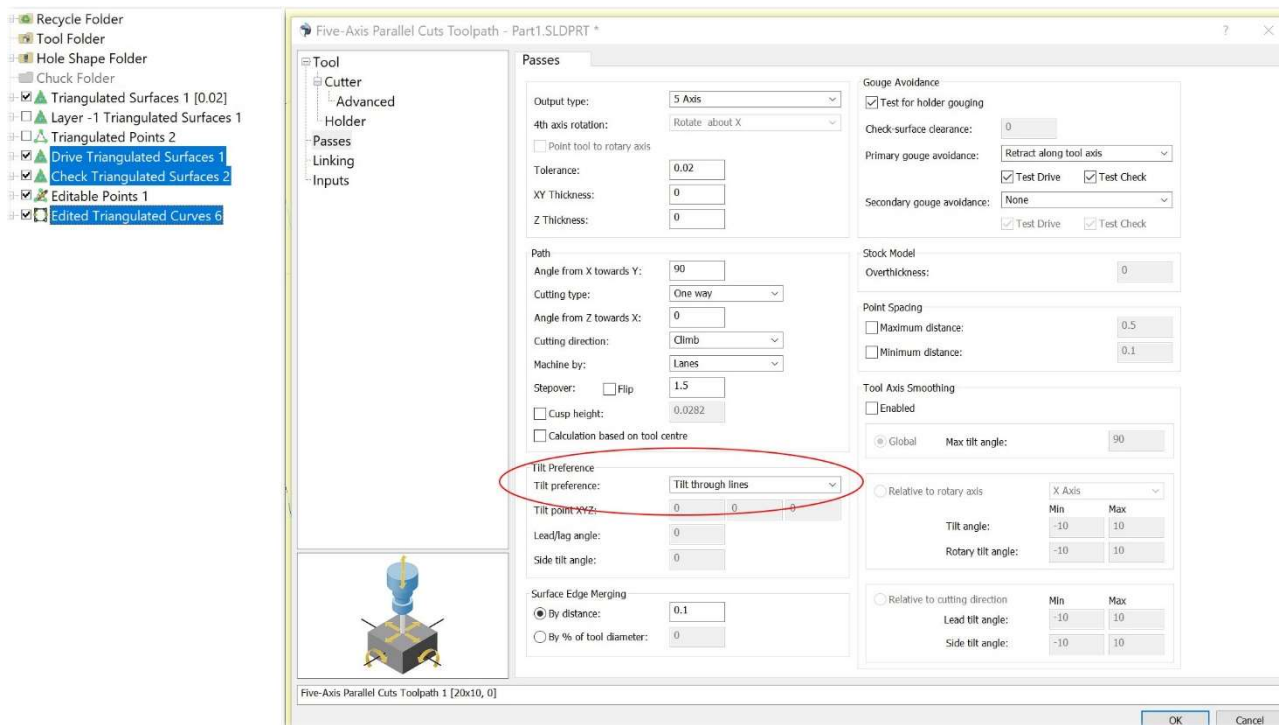 Recycle Folder
Tool Folder
Hole Shape Folder
Chuck Folder
Triangulated Surfaces 1 [0.02]
Layer -1 Triangulated Surfaces 1
Triangulated Points 2
Drive Triangulated Surfaces 1
Check Triangulated Surfaces 2
Editable Points 1
Edited Triangulated Curves 6
Five-Axis Parallel Cuts Toolpath - Part1.SLDPRT *
?
Tool
Cutter
Advanced
Holder
Passes
Linking
Inputs
Passes
Output type: 5 Axis
4th axis rotation: Rotate about X
Point tool to rotary axis
Tolerance: 0.02
XY Thickness: 0
Z Thickness: 0
Path
Angle from X towards Y: 90
Cutting type: One way
Angle from Z towards X: 0
Cutting direction: Climb
Machine by: Lanes
Stepover: Flip 1.5
Cusp height: 0.0282
Calculation based on tool centre
Tilt Preference
Tilt preference: Tilt through lines
Tilt point XYZ: 0 0 0
Lead/lag angle: 0
Side tilt angle: 0
Surface Edge Merging
By distance: 0.1
By % of tool diameter: 0
Gouge Avoidance
Test for holder gouging
Check-surface clearance: 0
Primary gouge avoidance: Retract along tool axis
Test Drive Test Check
Secondary gouge avoidance: None
Test Drive Test Check
Stock Model
Overthickness: 0
Point Spacing
Maximum distance: 0.5
Minimum distance: 0.1
Tool Axis Smoothing
Enabled
Global Max tilt angle: 90
Relative to rotary axis X Axis
Min Max
Tilt angle: -10 10
Rotary tilt angle: -10 10
Relative to cutting direction Min Max
Lead tilt angle: -10 10
Side tilt angle: -10 10
Five-Axis Parallel Cuts Toolpath 1 [20x10, 0]
OK Cancel